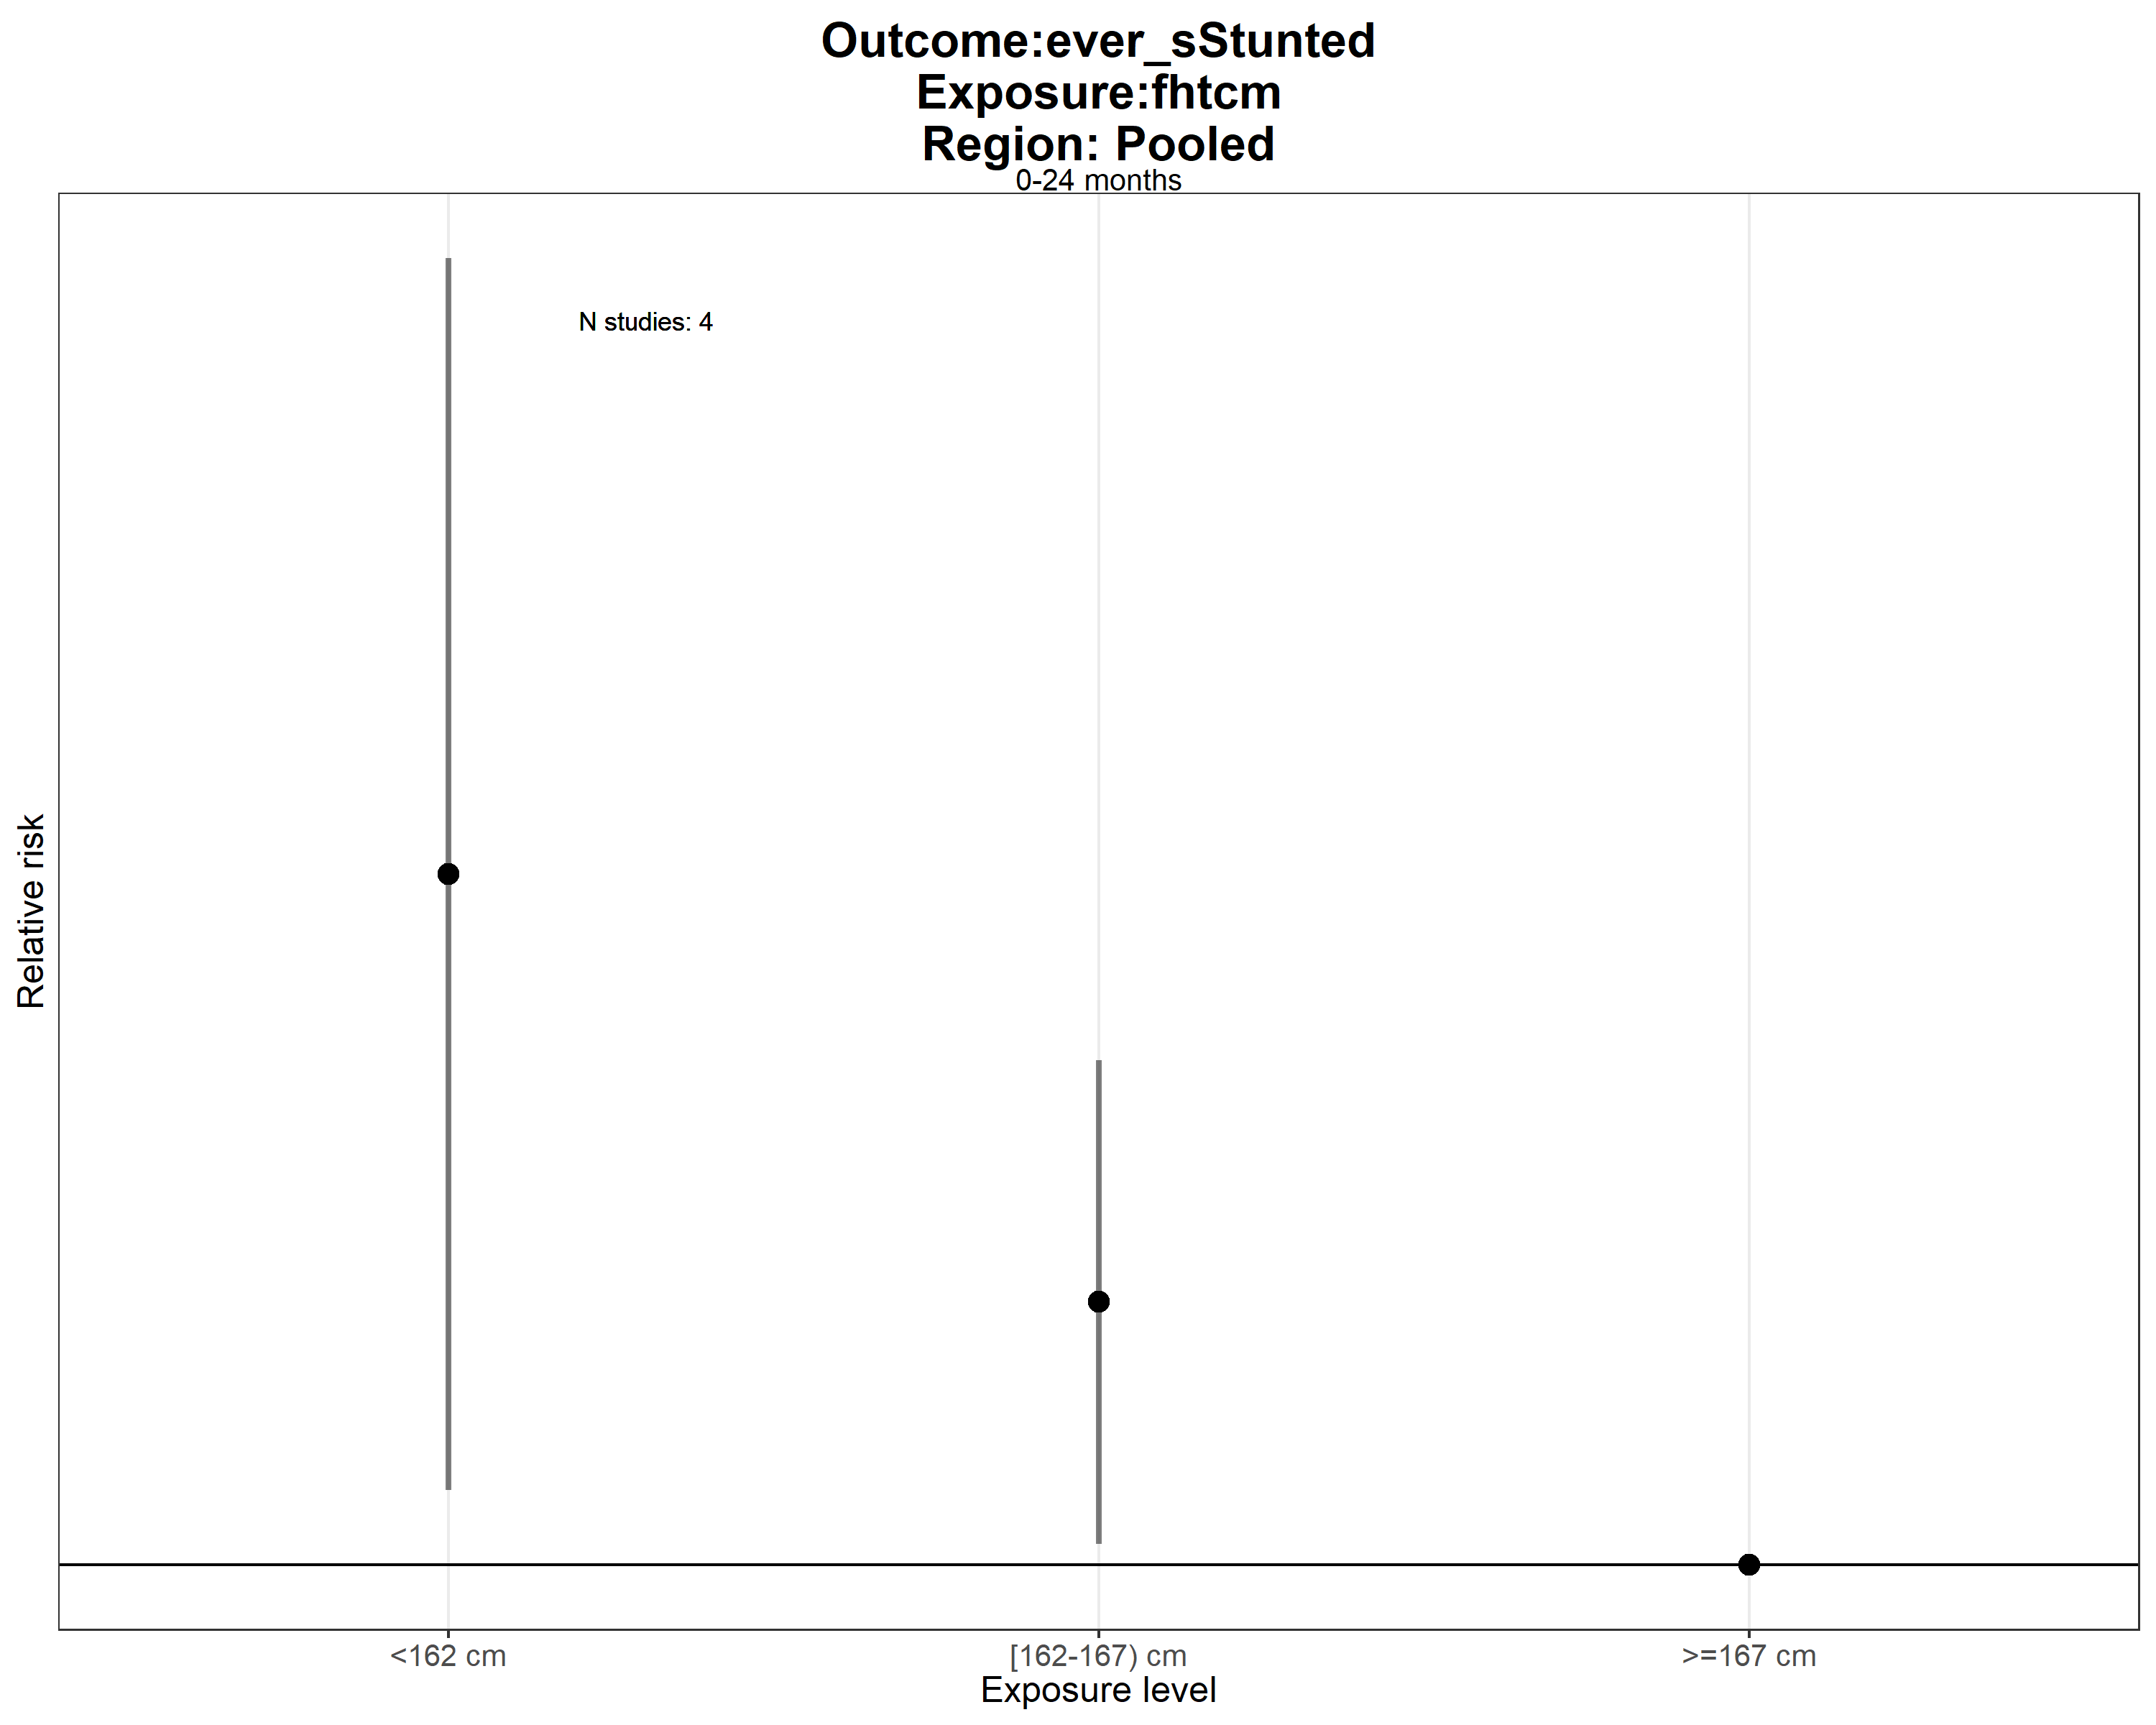 Outcome:ever_sStunted
Exposure:fhtcm
Region: Pooled
0-24 months
N studies: 4
Relative risk
<162 cm
[162-167) cm
>=167 cm
Exposure level